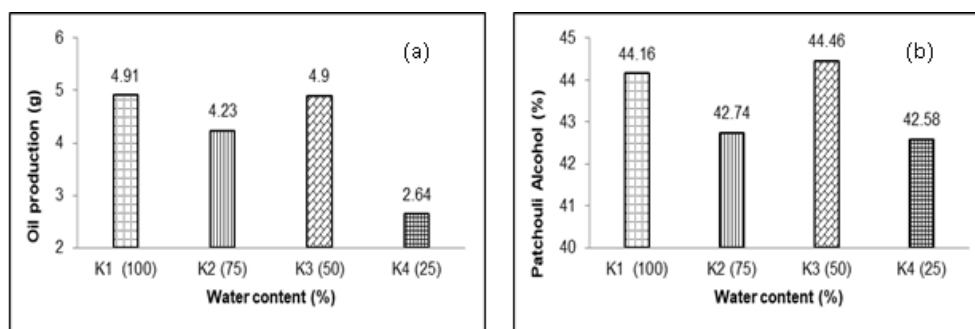 (a)
Oil production (g)
6
5
4
3
2
4.91
4.23
4.9
2.64
K1 (100)
K2 (75)
K3 (50)
K4 (25)
Water content (%)
(b)
Patchouli Alcohol (%)
45
44
43
42
41
40
44.16
42.74
44.46
42.58
K1 (100)
K2 (75)
K3 (50)
K4 (25)
Water content (%)